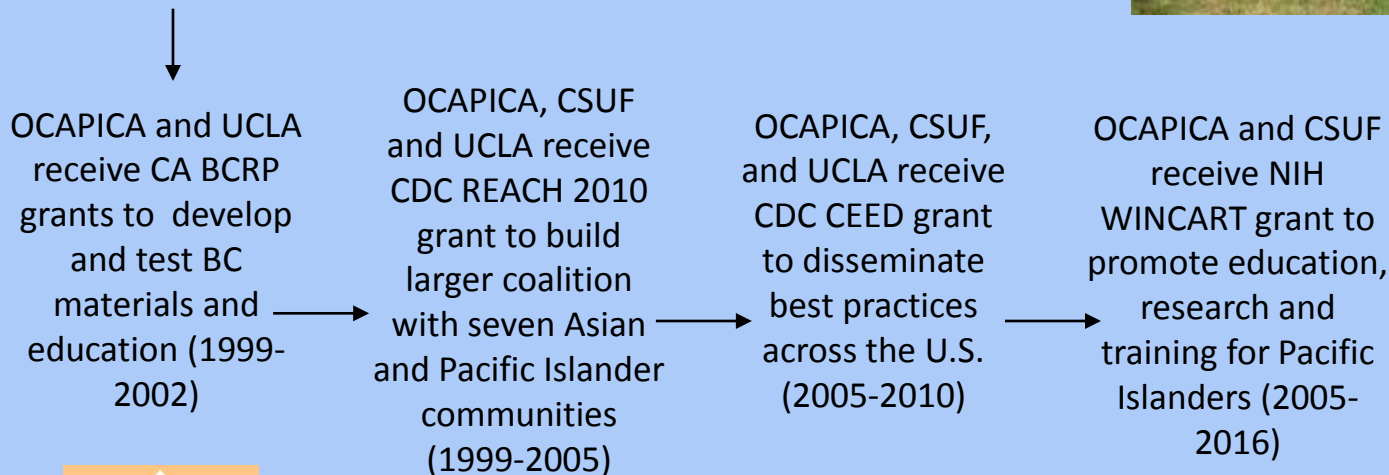 OCAPICA and UCLA
receive CA BCRP
grants to develop
and test BC
materials and
education (1999-
2002)
OCAPICA, CSUF
and UCLA receive
CDC REACH 2010
grant to build
larger coalition
with seven Asian
and Pacific Islander
communities
(1999-2005)
OCAPICA, CSUF,
and UCLA receive
CDC CEED grant
to disseminate
best practices
across the U.S.
(2005-2010)
OCAPICA and CSUF
receive NIH
WINCART grant to
promote education,
research and
training for Pacific
Islanders (2005-
2016)